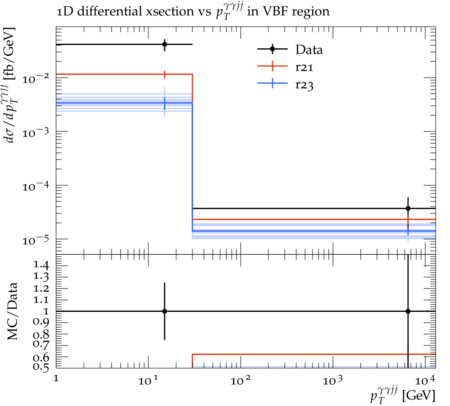 1D differential xsection vs p_T^{γγjj} in VBF region
dσ/dp_T^{γγjj} [fb/GeV]
Data
r21
r23
10^{−2}
10^{−3}
10^{−4}
10^{−5}
MC/Data
1.4
1.3
1.2
1.1
1
0.9
0.8
0.7
0.6
0.5
1 10^1 10^2 10^3 10^4
p_T^{γγjj} [GeV]